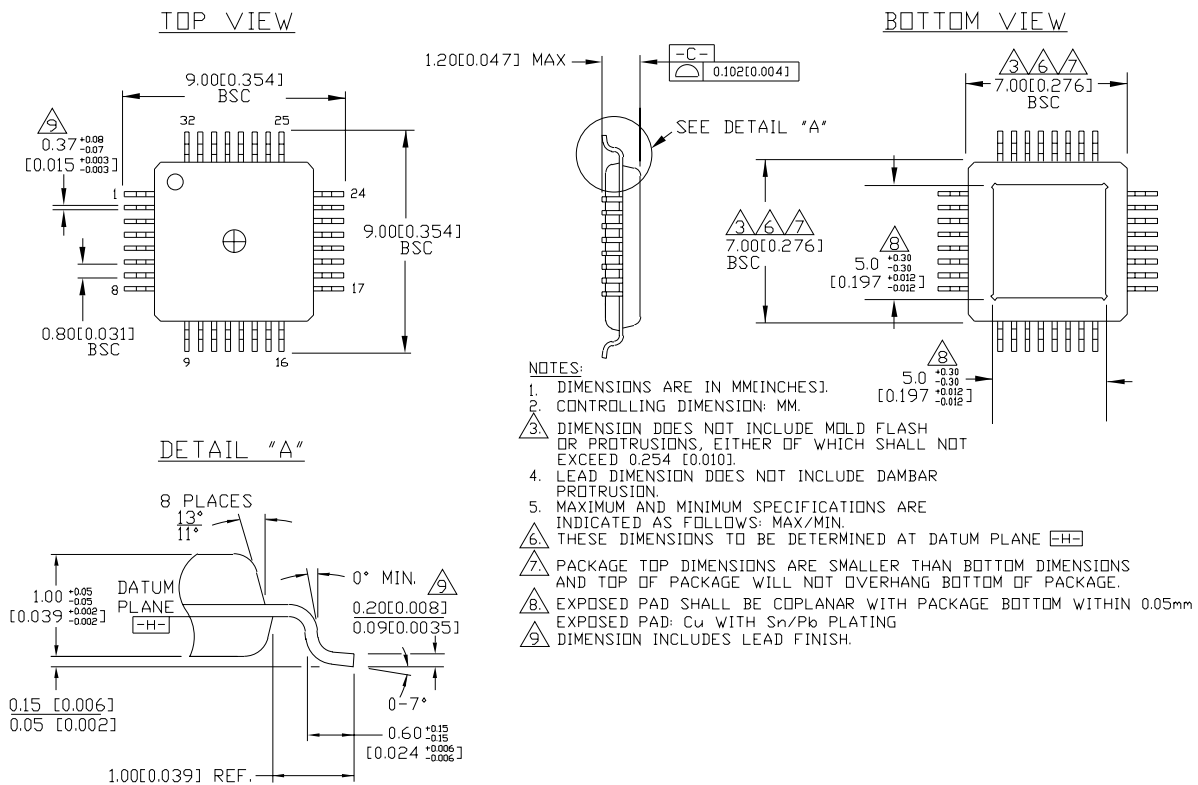 TOP VIEW
9.00[0.354]
BSC
9
0.37 +0.08 -0.07
[0.015 +0.003 -0.003]
32
25
1
24
8
17
9
16
9.00[0.354]
BSC
0.80[0.031]
BSC
1.20[0.047] MAX
-C-
0.102[0.004]
SEE DETAIL "A"
BOTTOM VIEW
3 6 7
7.00[0.276]
BSC
3 6 7
7.00[0.276]
BSC
8
5.0 +0.30 -0.30
[0.197 +0.012 -0.012]
8
5.0 +0.30 -0.30
[0.197 +0.012 -0.012]
NOTES:
1. DIMENSIONS ARE IN MM[INCHES].
2. CONTROLLING DIMENSION: MM.
3. DIMENSION DOES NOT INCLUDE MOLD FLASH
OR PROTRUSIONS, EITHER OF WHICH SHALL NOT
EXCEED 0.254 [0.010].
4. LEAD DIMENSION DOES NOT INCLUDE DAMBAR
PROTRUSION.
5. MAXIMUM AND MINIMUM SPECIFICATIONS ARE
INDICATED AS FOLLOWS: MAX/MIN.
6. THESE DIMENSIONS TO BE DETERMINED AT DATUM PLANE -H-
7. PACKAGE TOP DIMENSIONS ARE SMALLER THAN BOTTOM DIMENSIONS
AND TOP OF PACKAGE WILL NOT OVERHANG BOTTOM OF PACKAGE.
8. EXPOSED PAD SHALL BE COPLANAR WITH PACKAGE BOTTOM WITHIN 0.05mm
EXPOSED PAD: Cu WITH Sn/Pb PLATING
9. DIMENSION INCLUDES LEAD FINISH.
DETAIL "A"
8 PLACES
13°
11°
1.00 +0.05 -0.05
[0.039 +0.002 -0.002]
DATUM
PLANE
-H-
0° MIN.
9
0.20[0.008]
0.09[0.0035]
0-7°
0.15 [0.006]
0.05 [0.002]
0.60 +0.15 -0.15
[0.024 +0.006 -0.006]
1.00[0.039] REF.